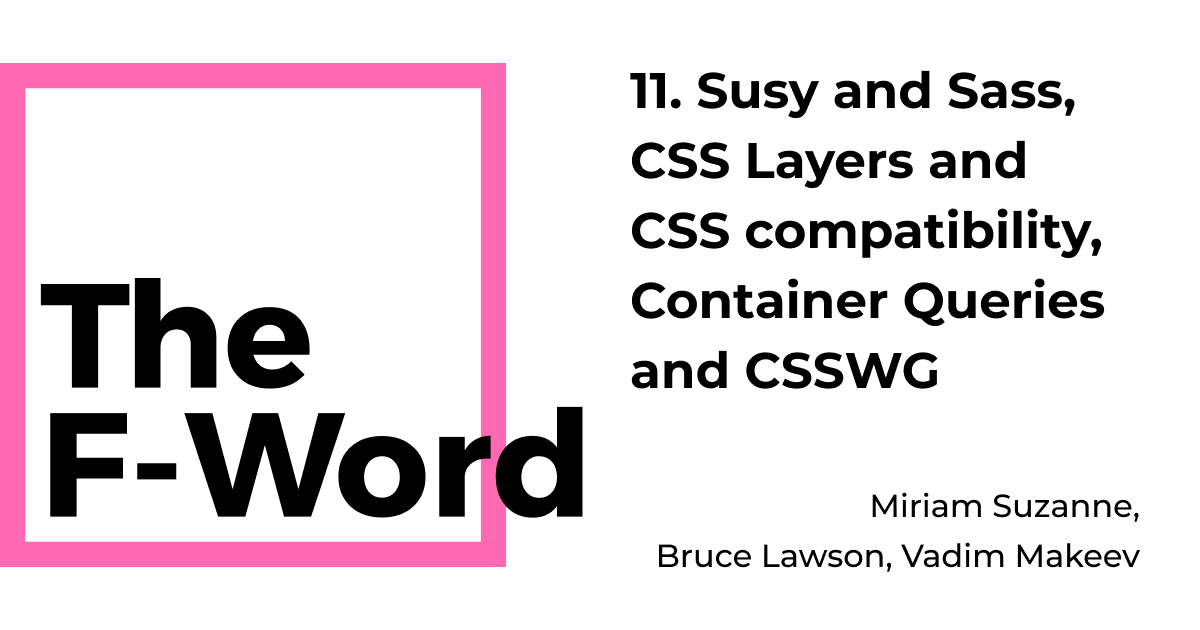 The
F-Word
11. Susy and Sass,
CSS Layers and
CSS compatibility,
Container Queries
and CSSWG
Miriam Suzanne,
Bruce Lawson, Vadim Makeev